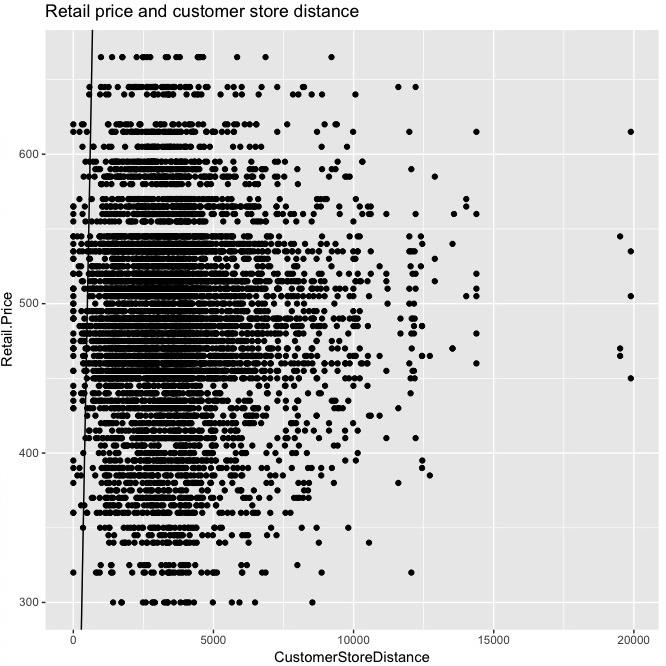 Retail price and customer store distance
Retail.Price
600
500
400
300
0 5000 10000 15000 20000
CustomerStoreDistance